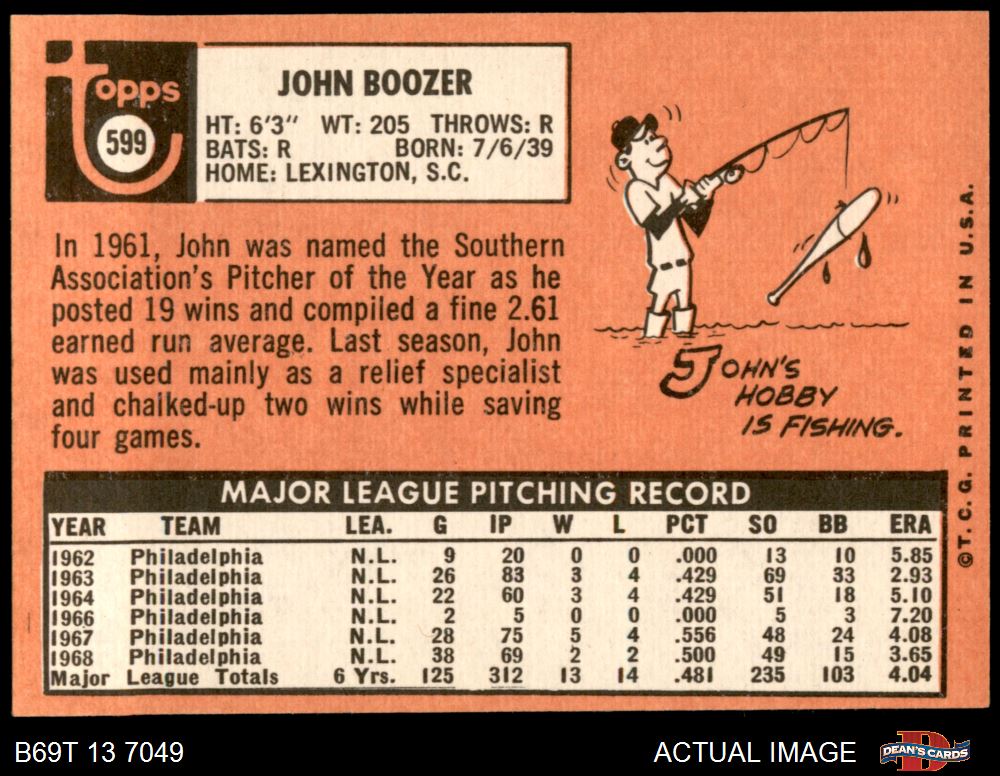 topps
599
JOHN BOOZER
HT: 6'3" WT: 205 THROWS: R
BATS: R BORN: 7/6/39
HOME: LEXINGTON, S.C.
In 1961, John was named the Southern
Association's Pitcher of the Year as he
posted 19 wins and compiled a fine 2.61
earned run average. Last season, John
was used mainly as a relief specialist
and chalked-up two wins while saving
four games.
JOHN'S
HOBBY
IS FISHING.
©T.C.G. PRINTED IN U.S.A.
MAJOR LEAGUE PITCHING RECORD
YEAR TEAM LEA. G IP W L PCT SO BB ERA
1962 Philadelphia N.L. 9 20 0 0 .000 13 10 5.85
1963 Philadelphia N.L. 26 83 3 4 .429 69 33 2.93
1964 Philadelphia N.L. 22 60 3 4 .429 51 18 5.10
1966 Philadelphia N.L. 2 5 0 0 .000 5 3 7.20
1967 Philadelphia N.L. 28 75 5 4 .556 48 24 4.08
1968 Philadelphia N.L. 38 69 2 2 .500 49 15 3.65
Major League Totals 6 Yrs. 125 312 13 14 .481 235 103 4.04
B69T 13 7049 ACTUAL IMAGE
D
DEAN'S CARDS